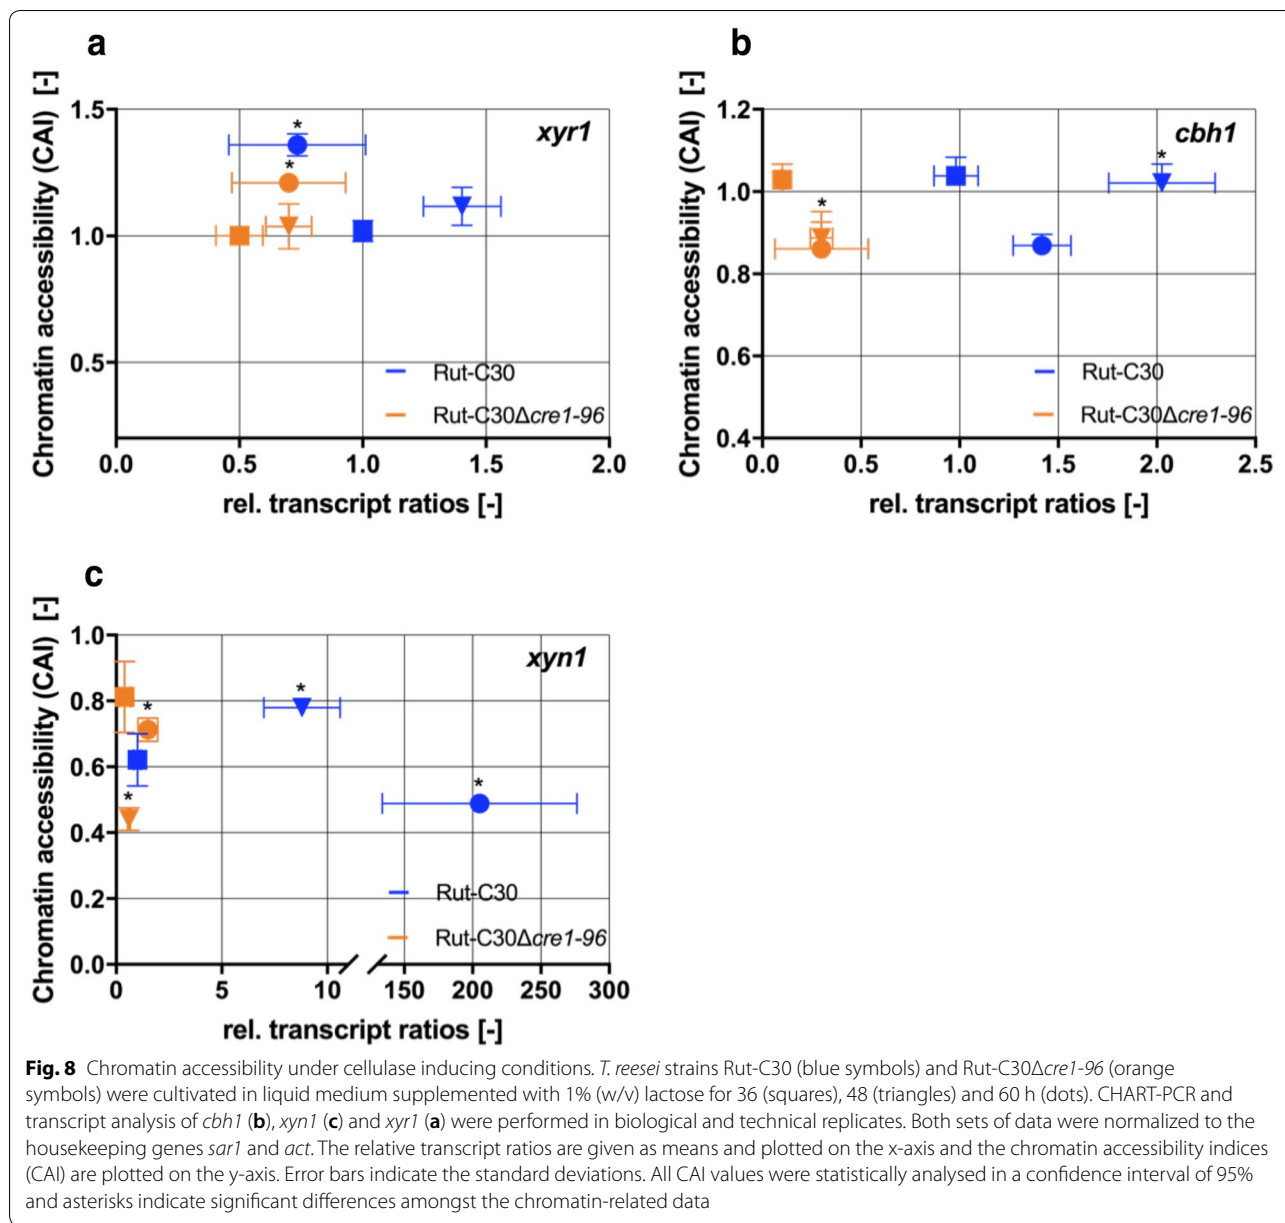 a
Chromatin accessibility (CAI) [-]
1.5
1.0
0.5
*
*
xyr1
Rut-C30
Rut-C30Δcre1-96
0.0 0.5 1.0 1.5 2.0
rel. transcript ratios [-]
b
Chromatin accessibility (CAI) [-]
1.2
1.0
0.8
0.6
0.4
*
*
cbh1
Rut-C30
Rut-C30Δcre1-96
0.0 0.5 1.0 1.5 2.0 2.5
rel. transcript ratios [-]
c
Chromatin accessibility (CAI) [-]
1.0
0.8
0.6
0.4
0.2
0.0
*
*
*
*
xyn1
Rut-C30
Rut-C30Δcre1-96
0 5 10 150 200 250 300
rel. transcript ratios [-]
Fig. 8 Chromatin accessibility under cellulase inducing conditions. T. reesei strains Rut-C30 (blue symbols) and Rut-C30Δcre1-96 (orange
symbols) were cultivated in liquid medium supplemented with 1% (w/v) lactose for 36 (squares), 48 (triangles) and 60 h (dots). CHART-PCR and
transcript analysis of cbh1 (b), xyn1 (c) and xyr1 (a) were performed in biological and technical replicates. Both sets of data were normalized to the
housekeeping genes sar1 and act. The relative transcript ratios are given as means and plotted on the x-axis and the chromatin accessibility indices
(CAI) are plotted on the y-axis. Error bars indicate the standard deviations. All CAI values were statistically analysed in a confidence interval of 95%
and asterisks indicate significant differences amongst the chromatin-related data